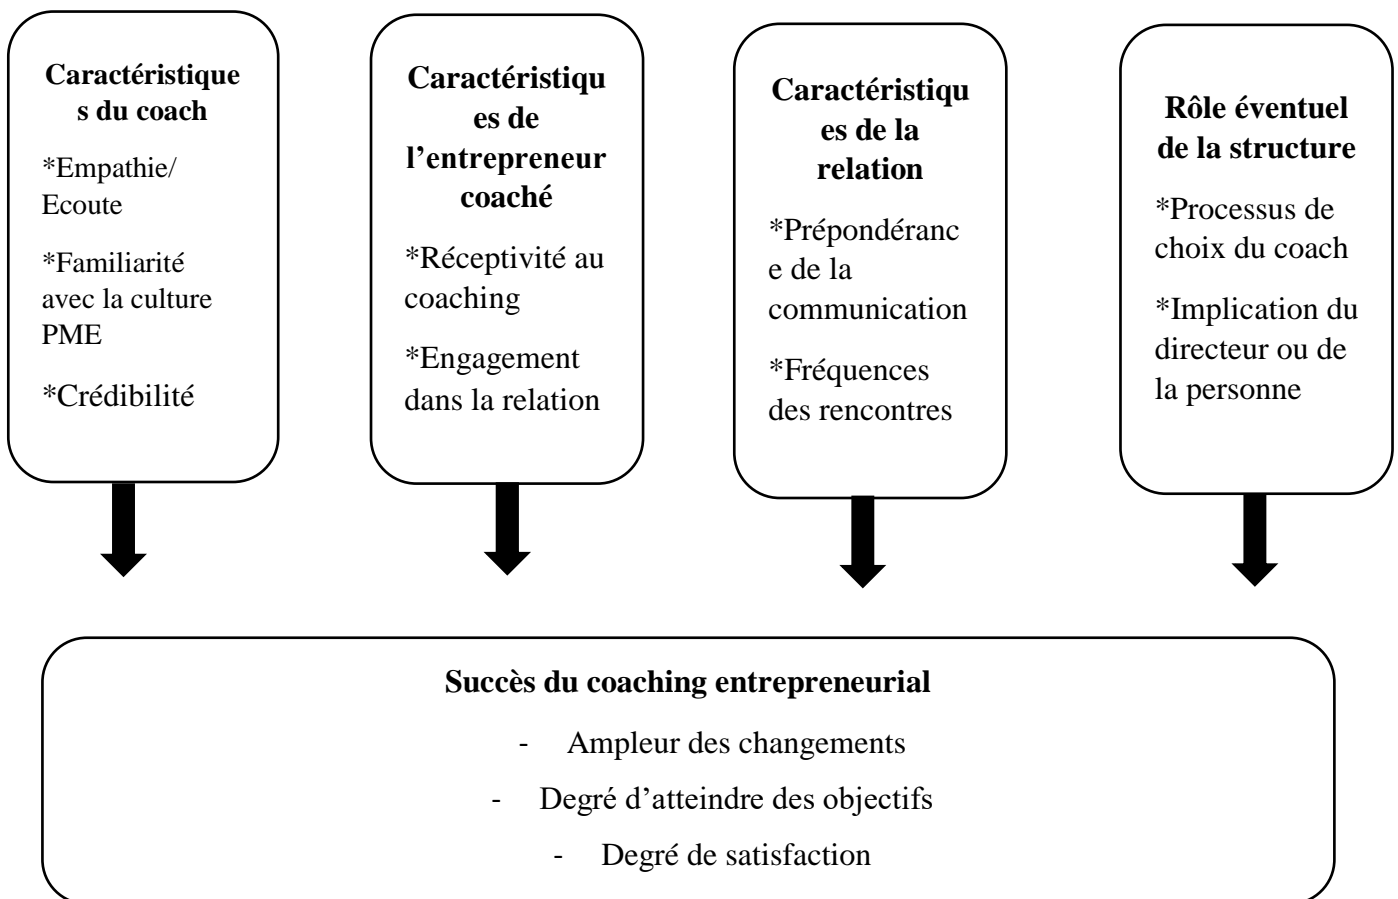 Caractéristique
s du coach
*Empathie/
Ecoute
*Familiarité
avec la culture
PME
*Crédibilité
Caractéristiqu
es de
l’entrepreneur
coaché
*Réceptivité au
coaching
*Engagement
dans la relation
Caractéristiqu
es de la
relation
*Prépondéranc
e de la
communication
*Fréquences
des rencontres
Rôle éventuel
de la structure
*Processus de
choix du coach
*Implication du
directeur ou de
la personne
Succès du coaching entrepreneurial
- Ampleur des changements
- Degré d’atteindre des objectifs
- Degré de satisfaction